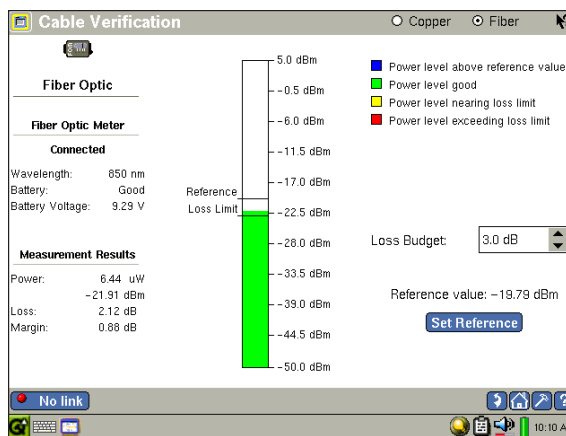 Cable Verification
Copper
Fiber
Fiber Optic
Fiber Optic Meter
Connected
Wavelength: 850 nm
Battery: Good
Battery Voltage: 9.29 V
Measurement Results
Power: 6.44 uW
-21.91 dBm
Loss: 2.12 dB
Margin: 0.88 dB
5.0 dBm
-0.5 dBm
-6.0 dBm
-11.5 dBm
-17.0 dBm
Reference
Loss Limit
-22.5 dBm
-28.0 dBm
-33.5 dBm
-39.0 dBm
-44.5 dBm
-50.0 dBm
Power level above reference value
Power level good
Power level nearing loss limit
Power level exceeding loss limit
Loss Budget: 3.0 dB
Reference value: -19.79 dBm
Set Reference
No link
?
10:10 A